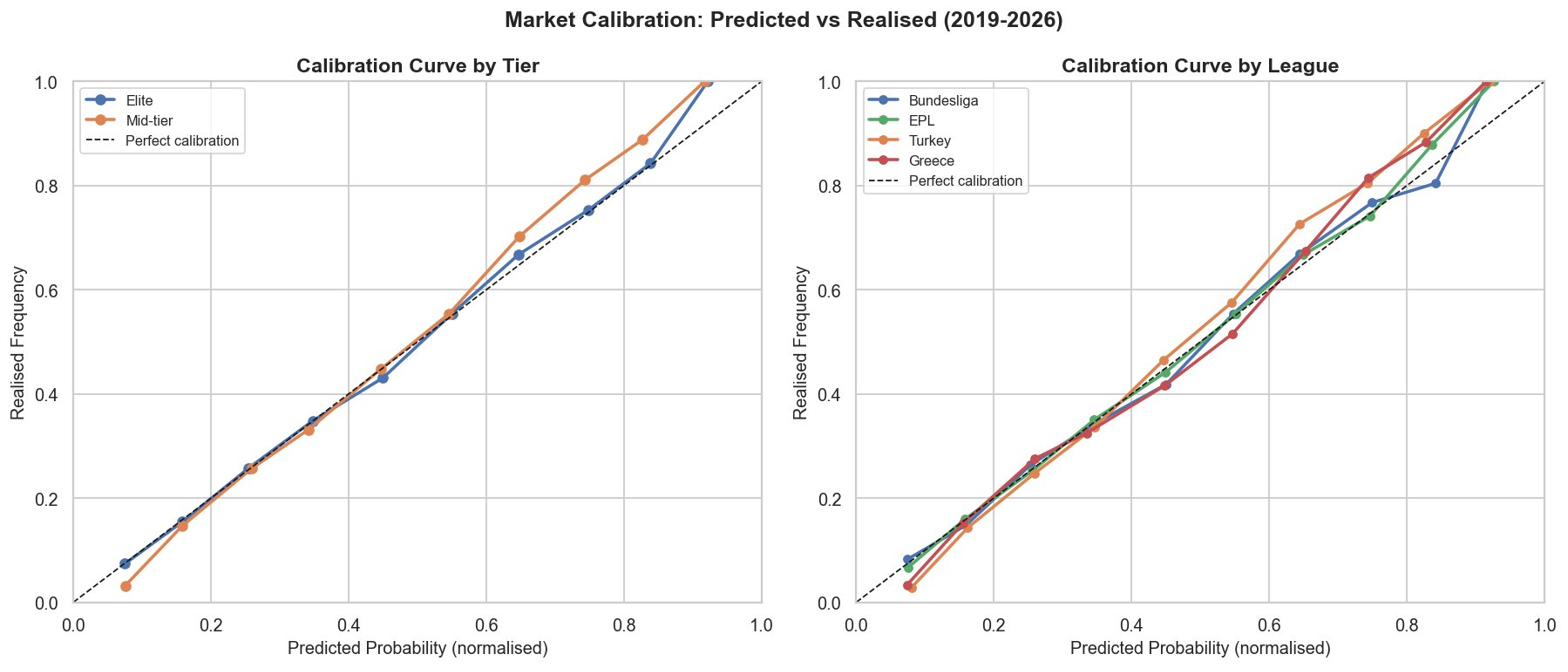 Market Calibration: Predicted vs Realised (2019-2026)
Calibration Curve by Tier
Elite
Mid-tier
Perfect calibration
1.0
0.8
0.6
0.4
0.2
0.0
Realised Frequency
0.0 0.2 0.4 0.6 0.8 1.0
Predicted Probability (normalised)
Calibration Curve by League
Bundesliga
EPL
Turkey
Greece
Perfect calibration
1.0
0.8
0.6
0.4
0.2
0.0
Realised Frequency
0.0 0.2 0.4 0.6 0.8 1.0
Predicted Probability (normalised)